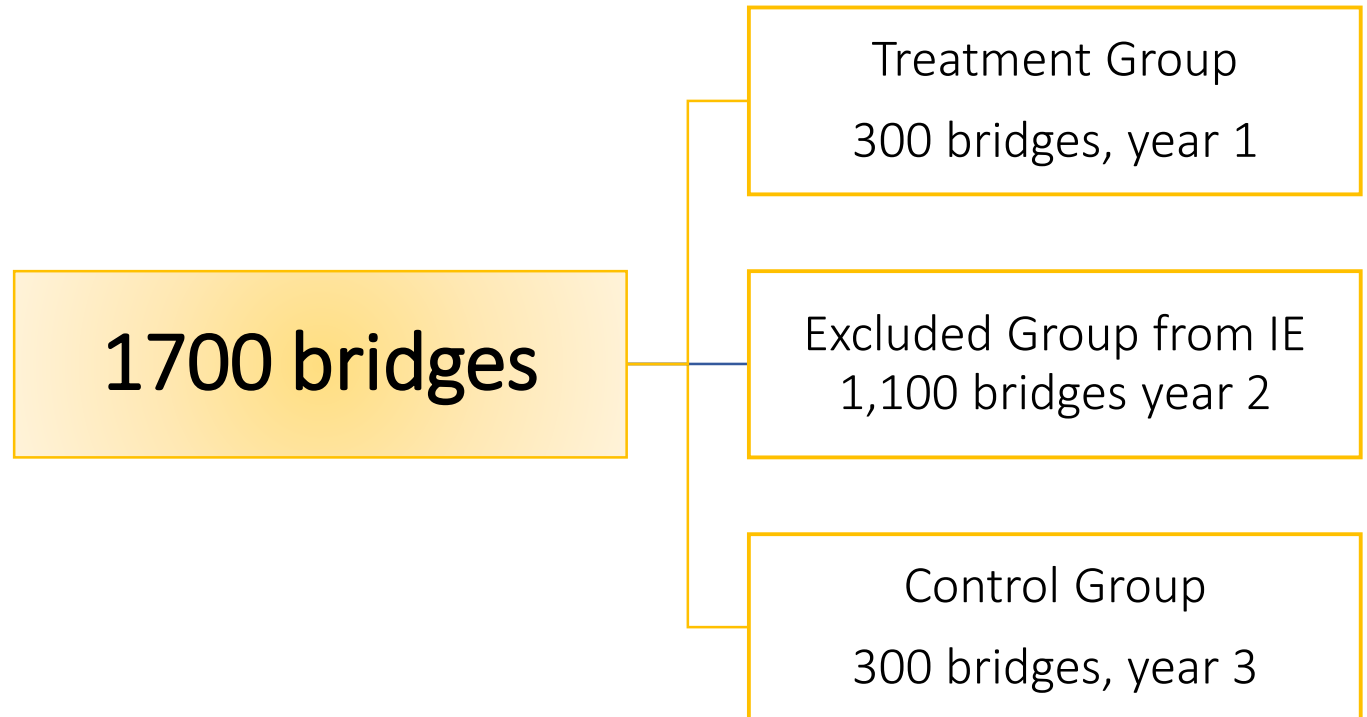 Treatment Group
300 bridges, year 1
1700 bridges
Excluded Group from IE
1,100 bridges year 2
Control Group
300 bridges, year 3